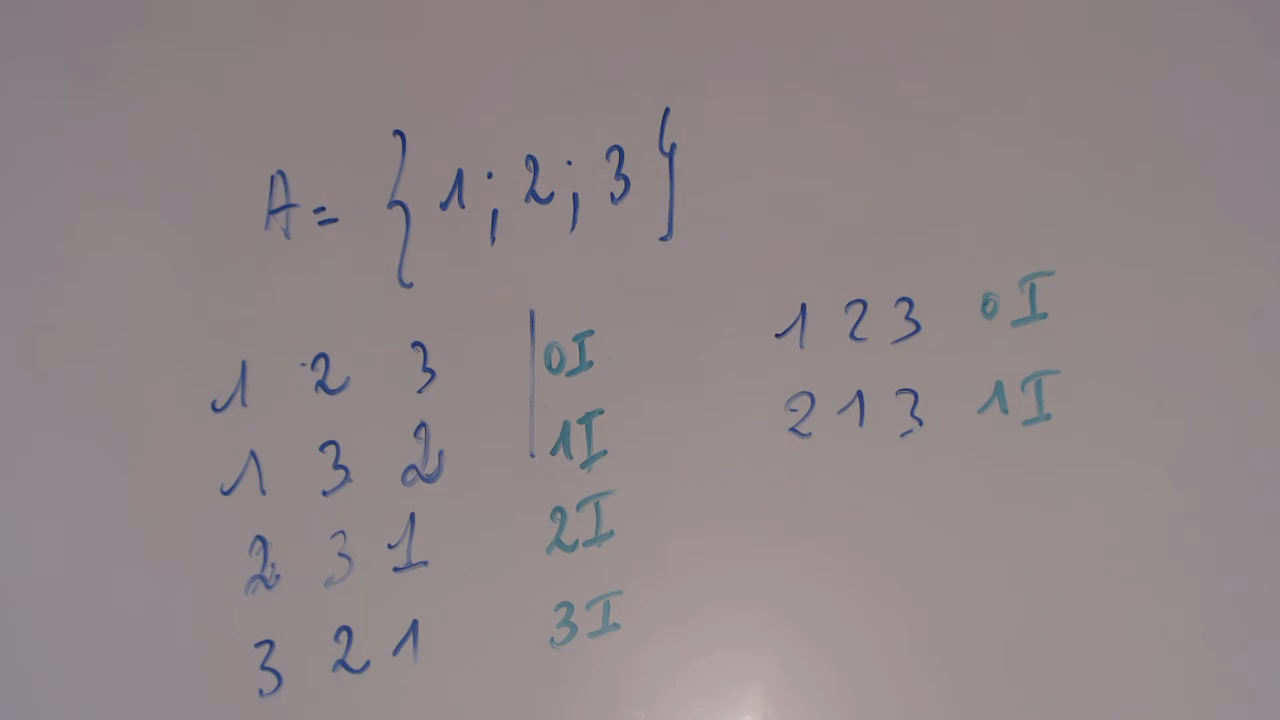 A = { 1 ; 2 ; 3 }
1 2 3 | 0I
1 3 2 | 1I
2 3 1 2I
3 2 1 3I
1 2 3 0I
2 1 3 1I